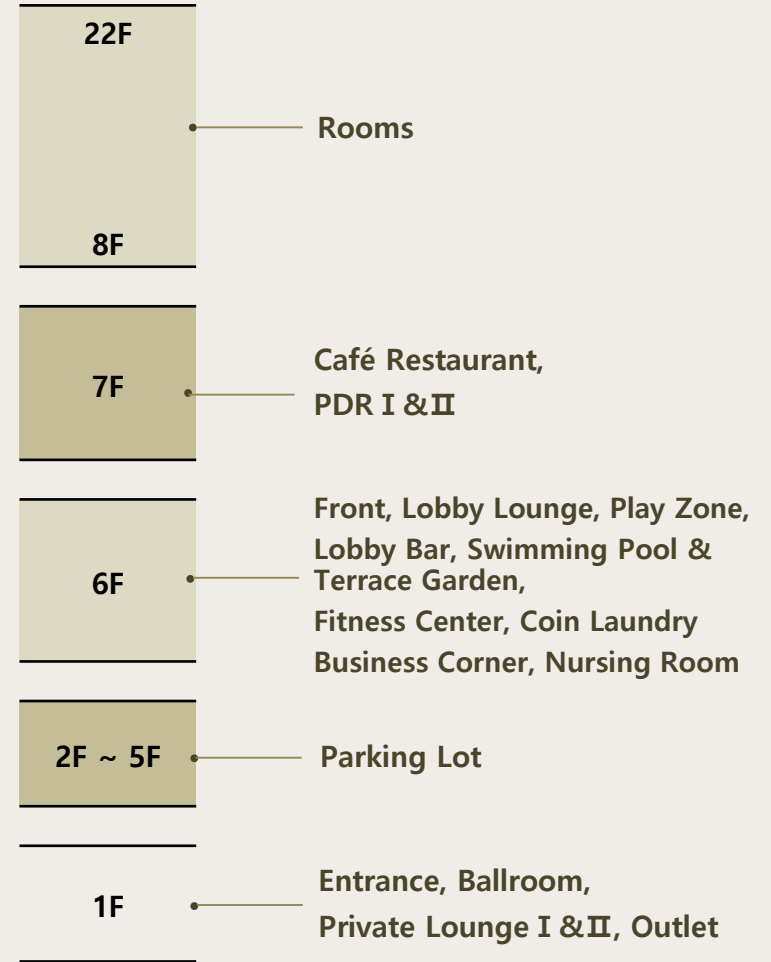 22F
Rooms
8F
7F
Café Restaurant,
PDR Ⅰ &Ⅱ
6F
Front, Lobby Lounge, Play Zone,
Lobby Bar, Swimming Pool &
Terrace Garden,
Fitness Center, Coin Laundry
Business Corner, Nursing Room
2F ~ 5F
Parking Lot
1F
Entrance, Ballroom,
Private Lounge Ⅰ &Ⅱ, Outlet